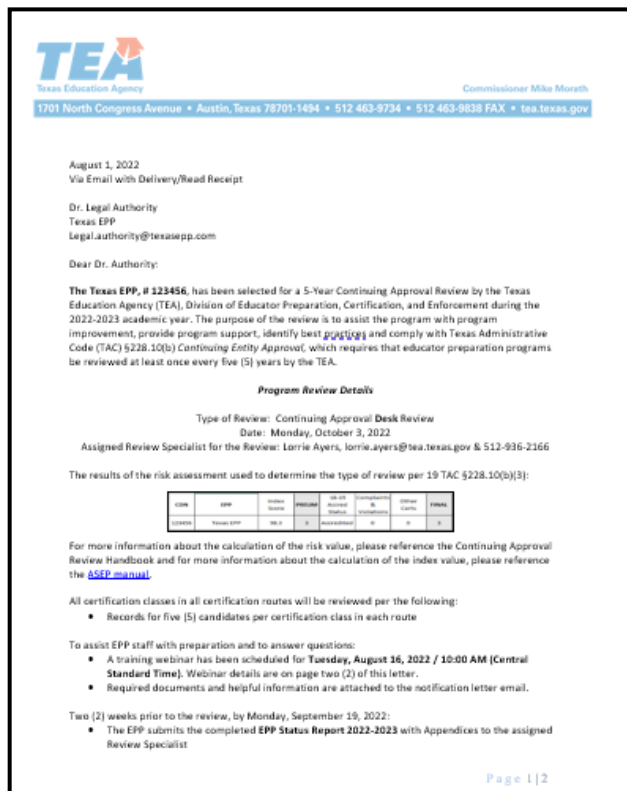 TEA
Texas Education Agency
Commissioner Mike Morath
1701 North Congress Avenue • Austin, Texas 78701-1494 • 512 463-9734 • 512 463-9838 FAX • tea.texas.gov
August 1, 2022
Via Email with Delivery/Read Receipt
Dr. Legal Authority
Texas EPP
Legal.authority@texasepp.com
Dear Dr. Authority:
The Texas EPP, # 123456, has been selected for a 5-Year Continuing Approval Review by the Texas
Education Agency (TEA), Division of Educator Preparation, Certification, and Enforcement during the
2022-2023 academic year. The purpose of the review is to assist the program with program
improvement, provide program support, identify best practices and comply with Texas Administrative
Code (TAC) §228.10(b) Continuing Entity Approval, which requires that educator preparation programs
be reviewed at least once every five (5) years by the TEA.
Program Review Details
Type of Review: Continuing Approval Desk Review
Date: Monday, October 3, 2022
Assigned Review Specialist for the Review: Lorrie Ayers, lorrie.ayers@tea.texas.gov & 512-936-2166
The results of the risk assessment used to determine the type of review per 19 TAC §228.10(b)(3):
CDN EPP Index Score PRELIM Accred Status Complaints & Violations Other Certs FINAL
123456 Texas EPP Accredited 0 0
For more information about the calculation of the risk value, please reference the Continuing Approval
Review Handbook and for more information about the calculation of the index value, please reference
the ASEP manual.
All certification classes in all certification routes will be reviewed per the following:
• Records for five (5) candidates per certification class in each route
To assist EPP staff with preparation and to answer questions:
• A training webinar has been scheduled for Tuesday, August 16, 2022 / 10:00 AM (Central
Standard Time). Webinar details are on page two (2) of this letter.
• Required documents and helpful information are attached to the notification letter email.
Two (2) weeks prior to the review, by Monday, September 19, 2022:
• The EPP submits the completed EPP Status Report 2022-2023 with Appendices to the assigned
Review Specialist
Page 1|2